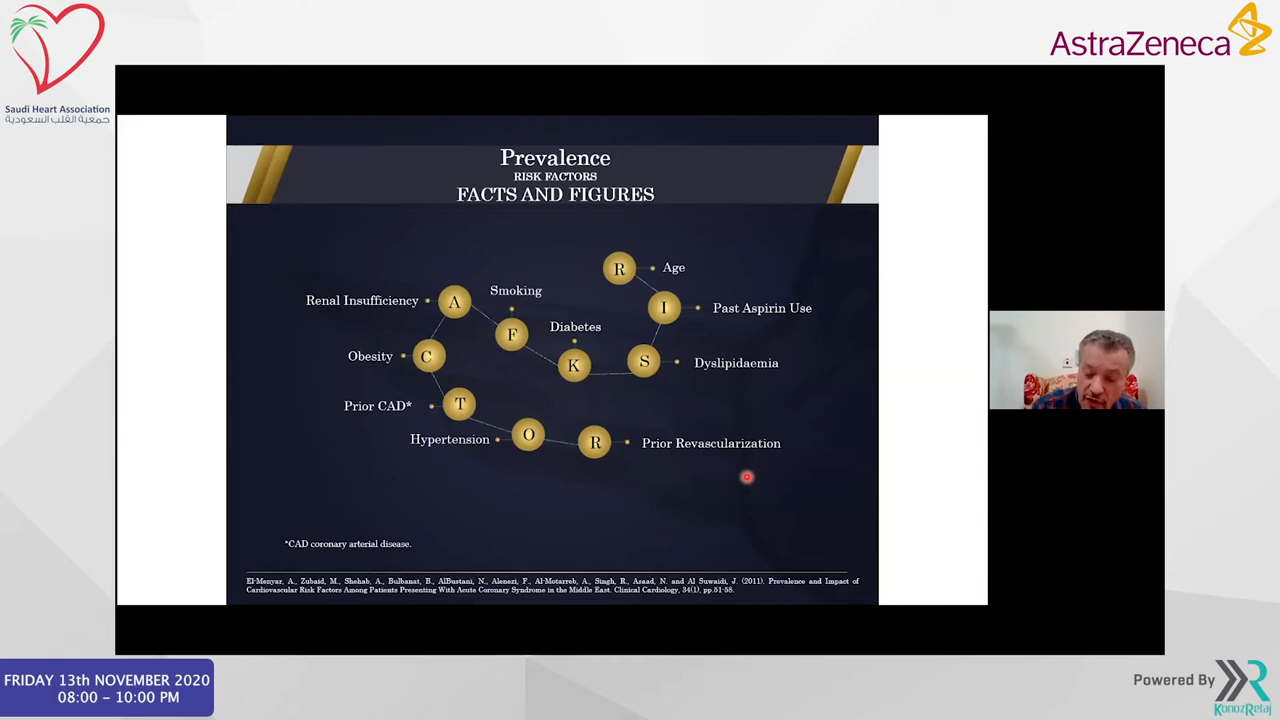 Saudi Heart Association
جمعية القلب السعودية
AstraZeneca
Prevalence
RISK FACTORS
FACTS AND FIGURES
R Age
I Past Aspirin Use
S Dyslipidaemia
Diabetes
K
Smoking
F
Renal Insufficiency A
Obesity C
Prior CAD* T
Hypertension O
R Prior Revascularization
*CAD coronary arterial disease.
El-Menyar, A., Zubaid, M., Shehab, A., Bulbanat, B., AlBustani, N., Alenezi, F., Al-Motarreb, A., Singh, R., Asaad, N. and Al Suwaidi, J. (2011). Prevalence and Impact of
Cardiovascular Risk Factors Among Patients Presenting With Acute Coronary Syndrome in the Middle East. Clinical Cardiology, 34(1), pp.51-58.
FRIDAY 13th NOVEMBER 2020
08:00 – 10:00 PM
Powered By
KonozRetaj